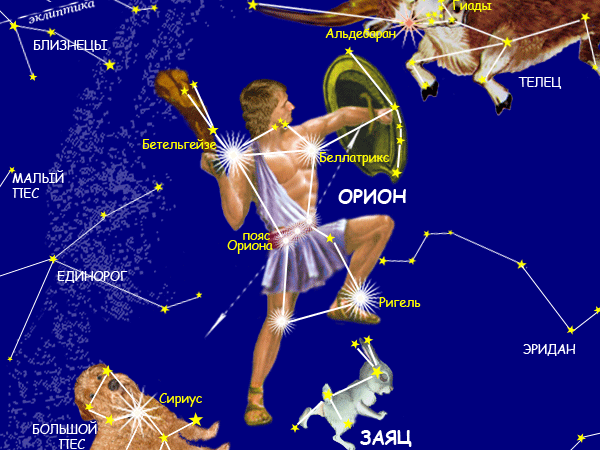 эклиптика
Гиады
Альдебаран
БЛИЗНЕЦЫ
ТЕЛЕЦ
Бетельгейзе
Беллатрикс
МАЛЫЙ
ПЕС
ОРИОН
пояс
Ориона
ЕДИНОРОГ
Ригель
ЭРИДАН
Сириус
БОЛЬШОЙ
ПЕС
ЗАЯЦ